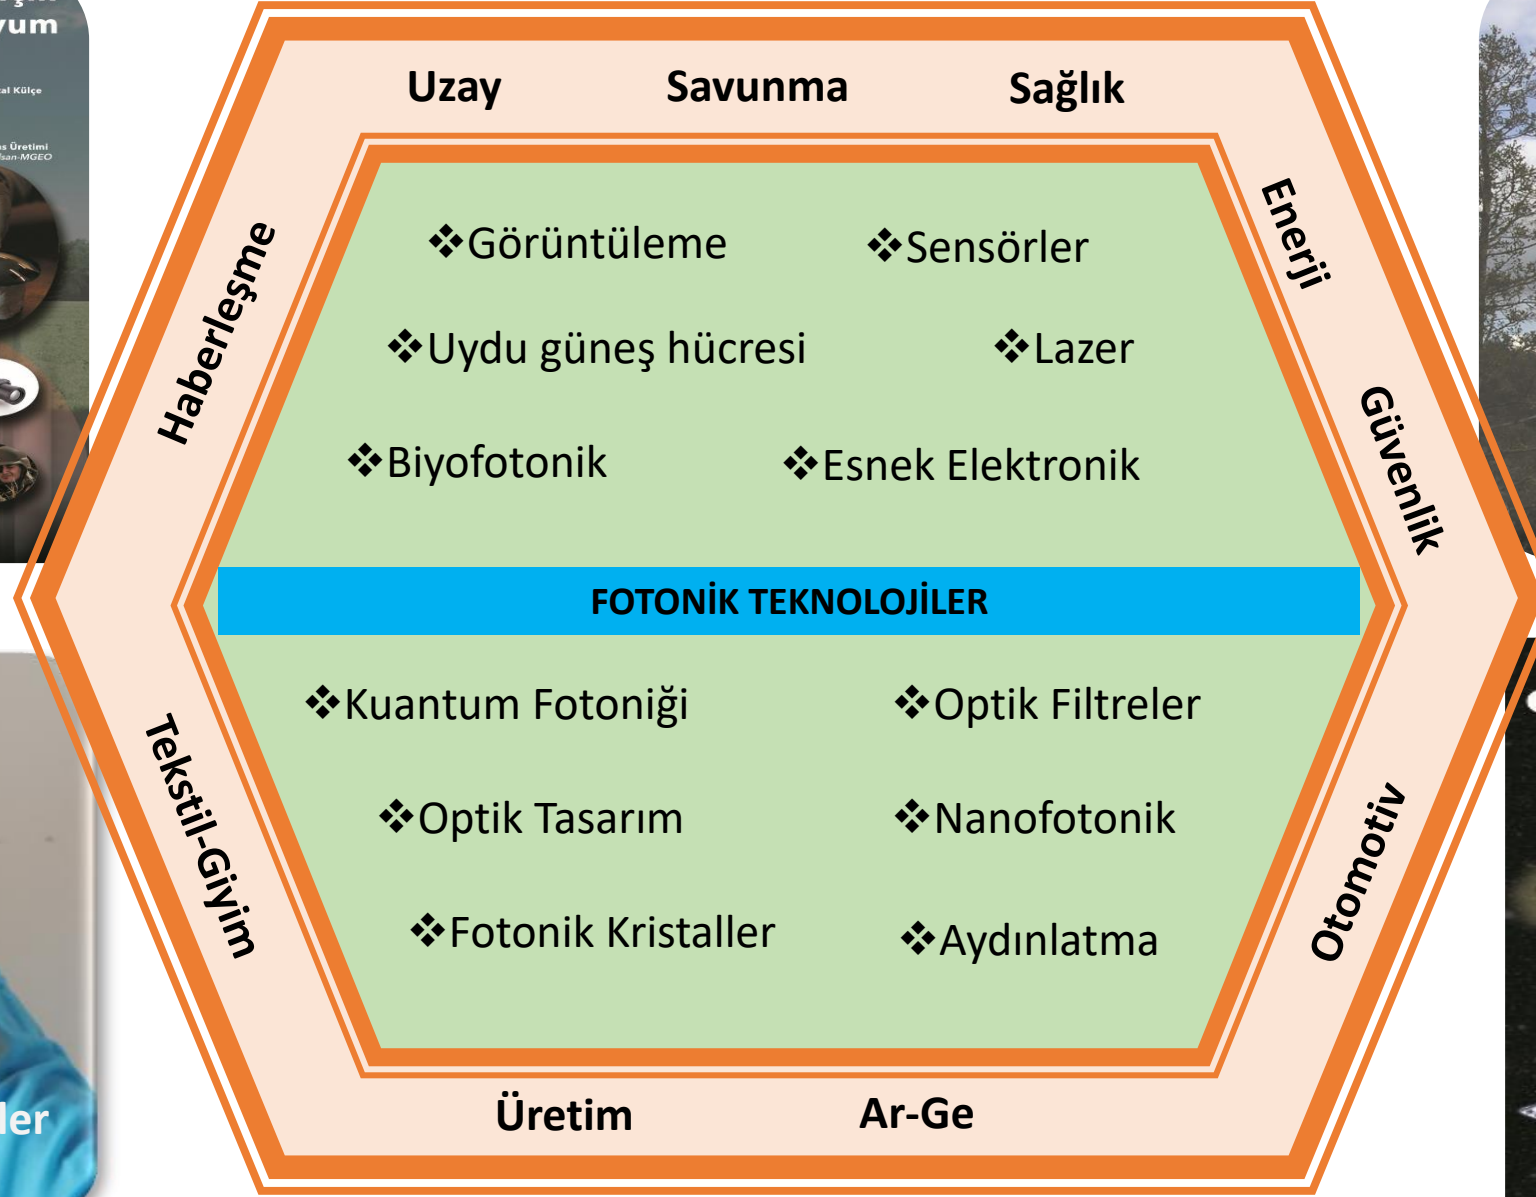 yum
al Külçe
s Üretimi
lsan-MGEO
Uzay Savunma Sağlık
Haberleşme
Enerji
Güvenlik
❖Görüntüleme ❖Sensörler
❖Uydu güneş hücresi ❖Lazer
❖Biyofotonik ❖Esnek Elektronik
FOTONİK TEKNOLOJİLER
❖Kuantum Fotoniği ❖Optik Filtreler
❖Optik Tasarım ❖Nanofotonik
❖Fotonik Kristaller ❖Aydınlatma
Tekstil-Giyim
Otomotiv
Üretim Ar-Ge
ler